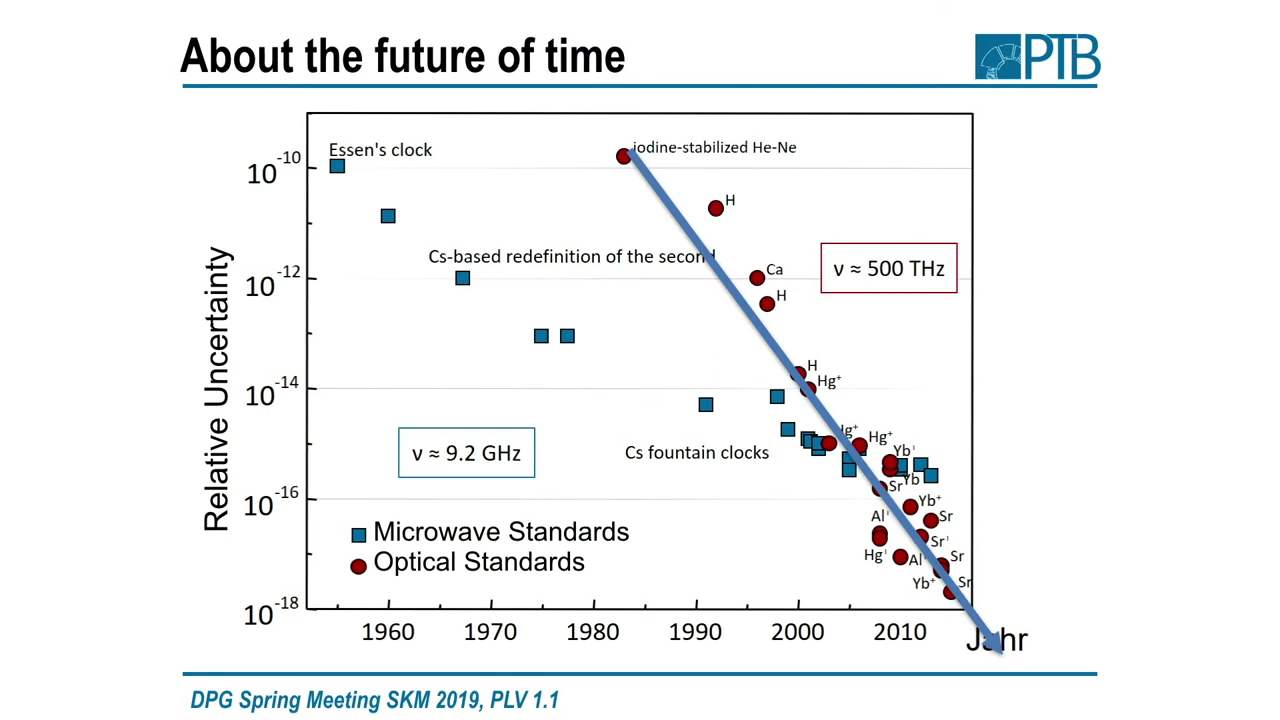 About the future of time
PTB
Essen's clock
iodine-stabilized He-Ne
H
Cs-based redefinition of the second
Ca
H
ν ≈ 500 THz
H
Hg⁺
Hg⁺
Yb
Cs fountain clocks
ν ≈ 9.2 GHz
Sr
Yb⁺
Sr
Al
Sr
Hg
Al
Sr
Yb⁺
Sr
Microwave Standards
Optical Standards
Relative Uncertainty
10⁻¹⁰
10⁻¹²
10⁻¹⁴
10⁻¹⁶
10⁻¹⁸
1960 1970 1980 1990 2000 2010
Jahr
DPG Spring Meeting SKM 2019, PLV 1.1